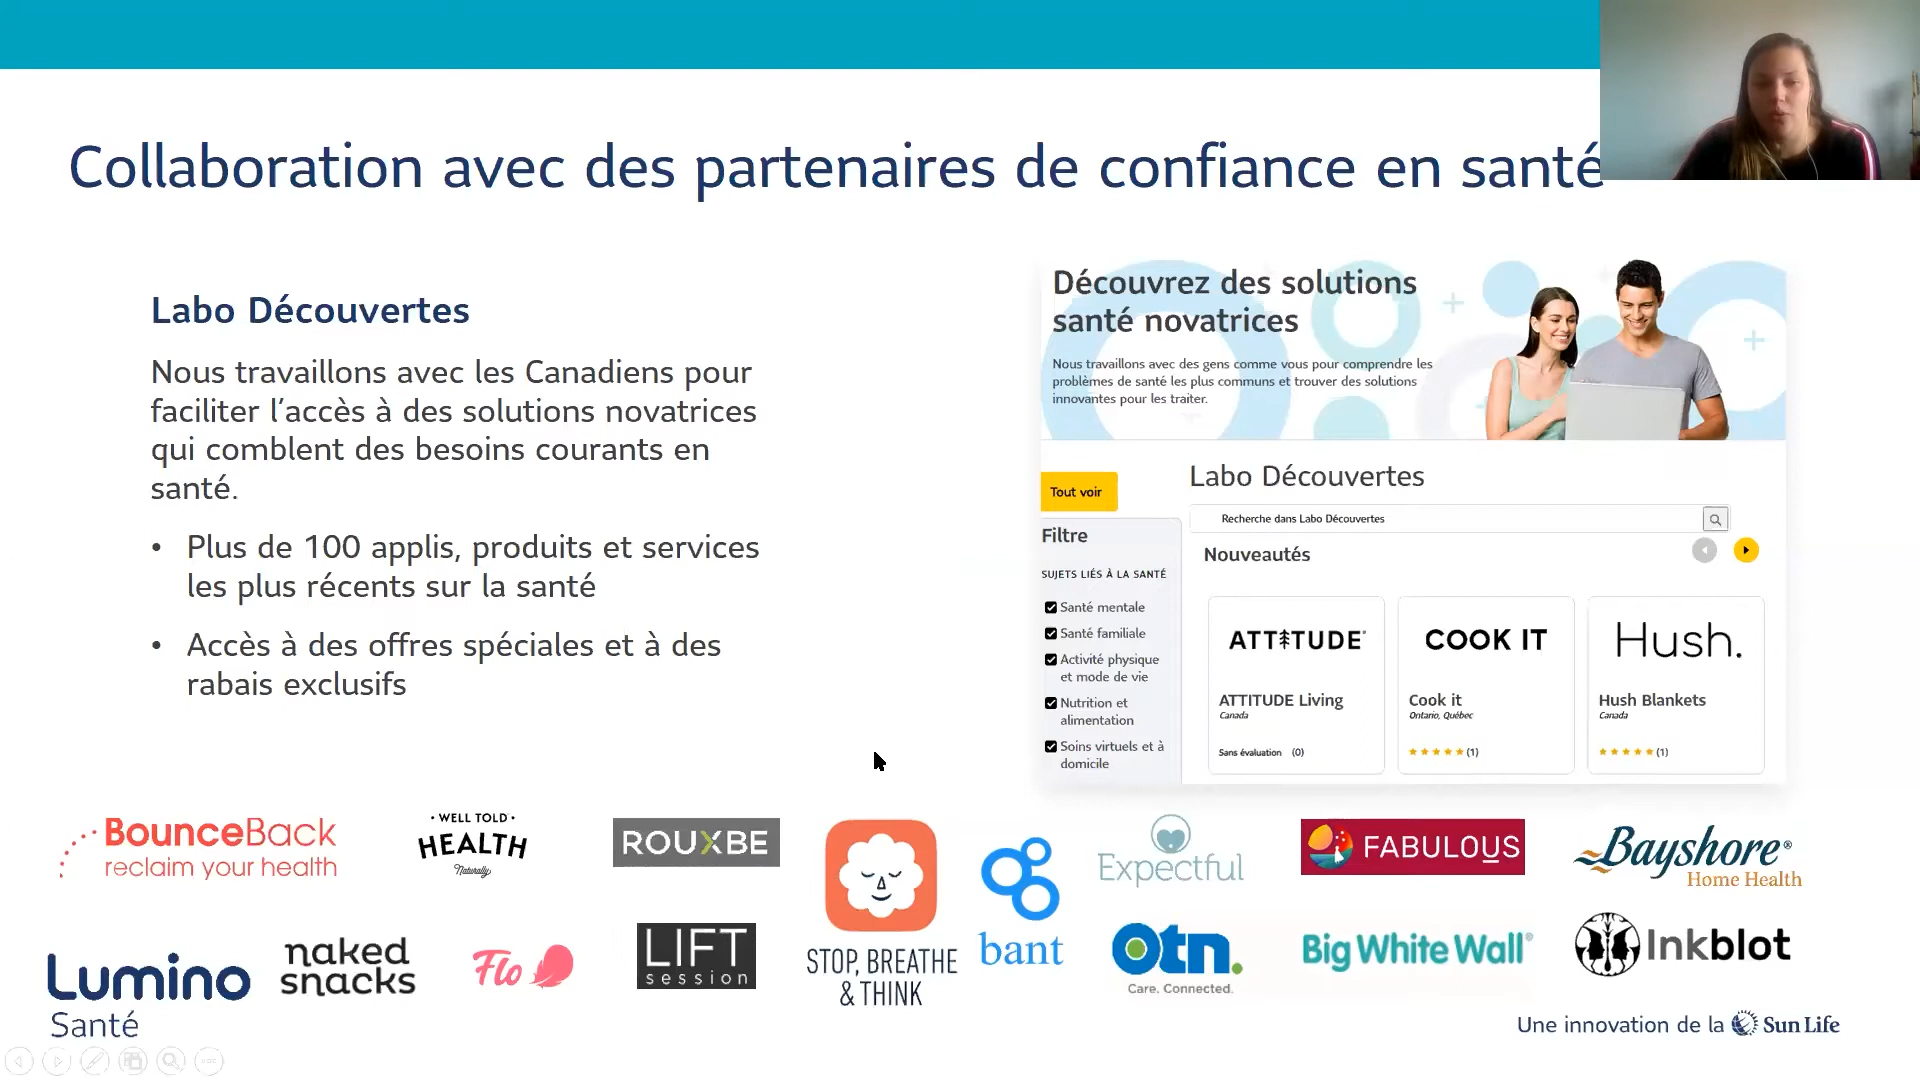 Collaboration avec des partenaires de confiance en santé
Labo Découvertes
Nous travaillons avec les Canadiens pour
faciliter l’accès à des solutions novatrices
qui comblent des besoins courants en
santé.
• Plus de 100 applis, produits et services
les plus récents sur la santé
• Accès à des offres spéciales et à des
rabais exclusifs
Découvrez des solutions
santé novatrices
Nous travaillons avec des gens comme vous pour comprendre les
problèmes de santé les plus communs et trouver des solutions
innovantes pour les traiter.
Tout voir
Filtre
SUJETS LIÉS À LA SANTÉ
Santé mentale
Santé familiale
Activité physique
et mode de vie
Nutrition et
alimentation
Soins virtuels et à
domicile
Labo Découvertes
Recherche dans Labo Découvertes
Nouveautés
ATTITUDE
ATTITUDE Living
Canada
Sans évaluation (0)
COOK IT
Cook it
Ontario, Québec
★★★★★(1)
Hush.
Hush Blankets
Canada
★★★★★(1)
BounceBack
reclaim your health
• WELL TOLD •
HEALTH
Naturally
ROUXBE
STOP, BREATHE
& THINK
bant
Expectful
FABULOUS
Bayshore®
Home Health
Lumino
Santé
naked
snacks
Flo
LIFT
session
Otn.
Care. Connected.
Big White Wall®
Inkblot
Une innovation de la Sun Life